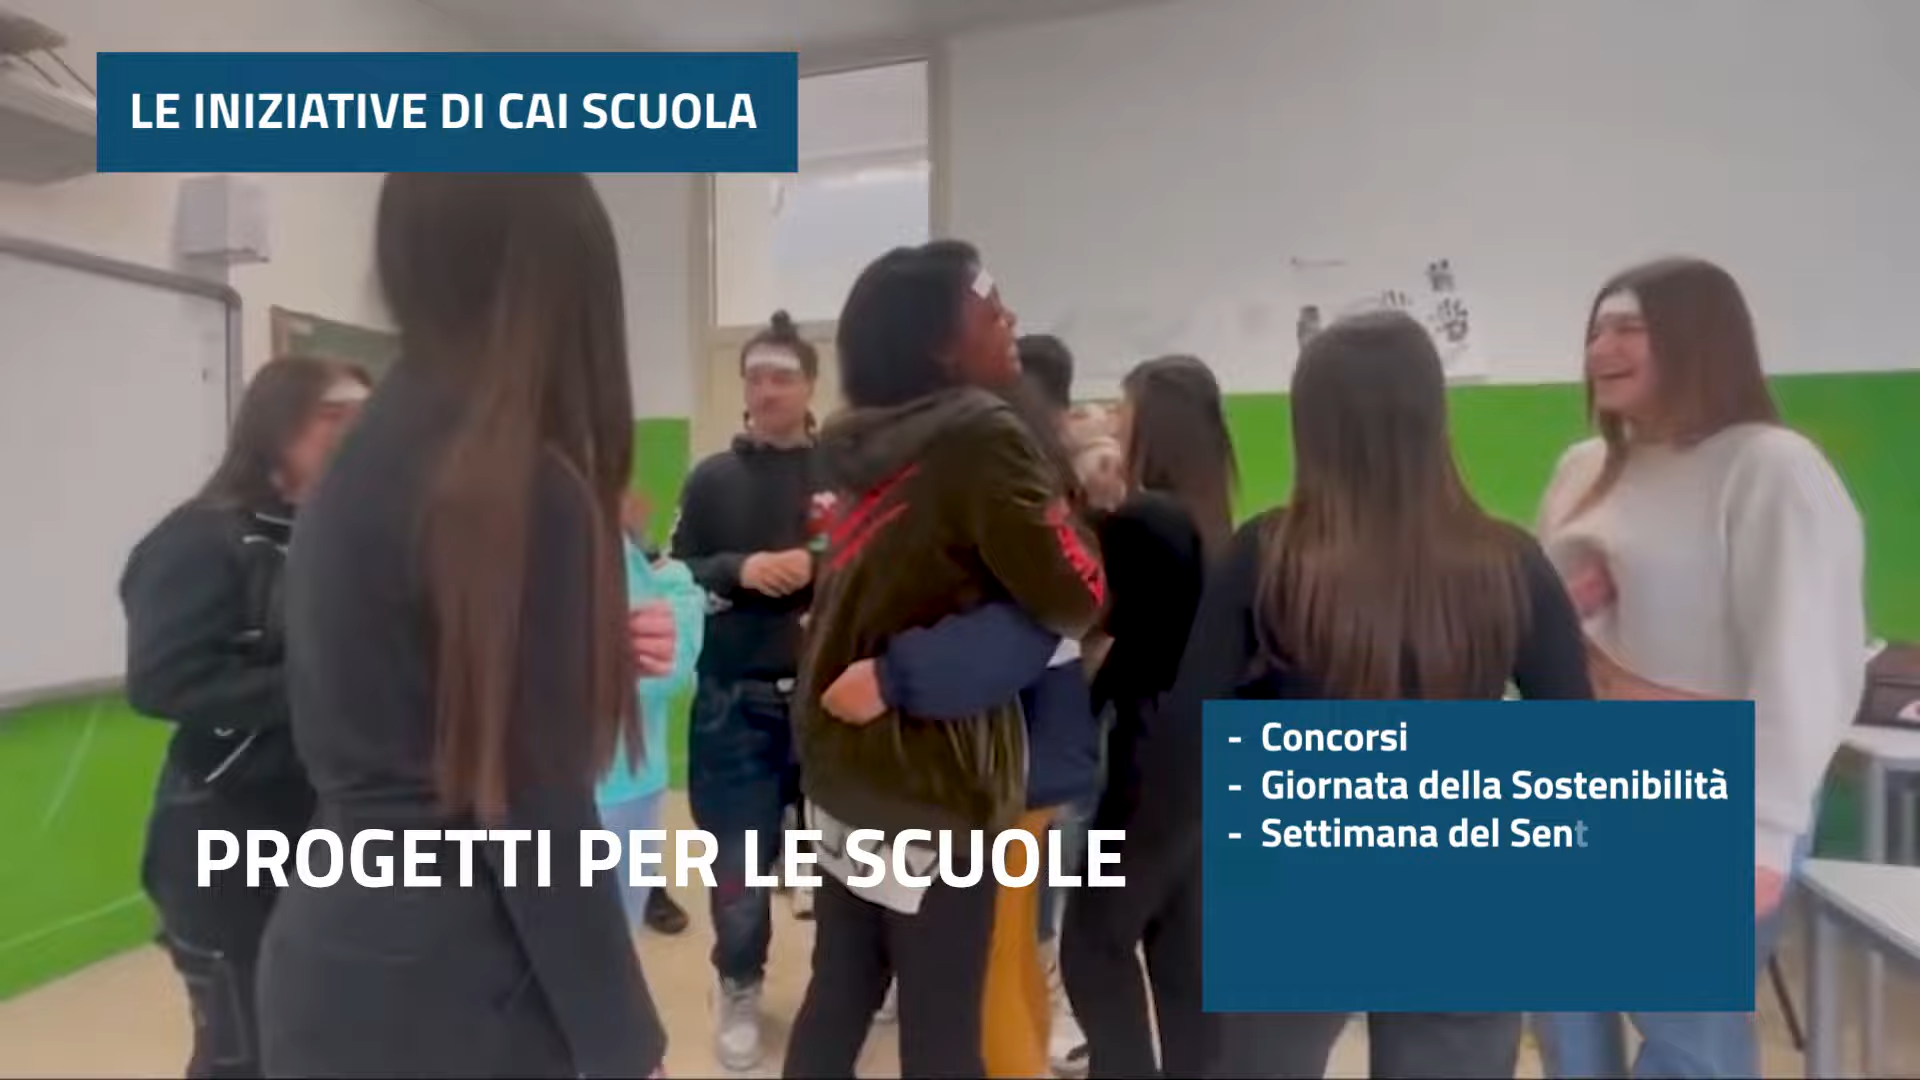 LE INIZIATIVE DI CAI SCUOLA
PROGETTI PER LE SCUOLE
- Concorsi
- Giornata della Sostenibilità
- Settimana del Sent